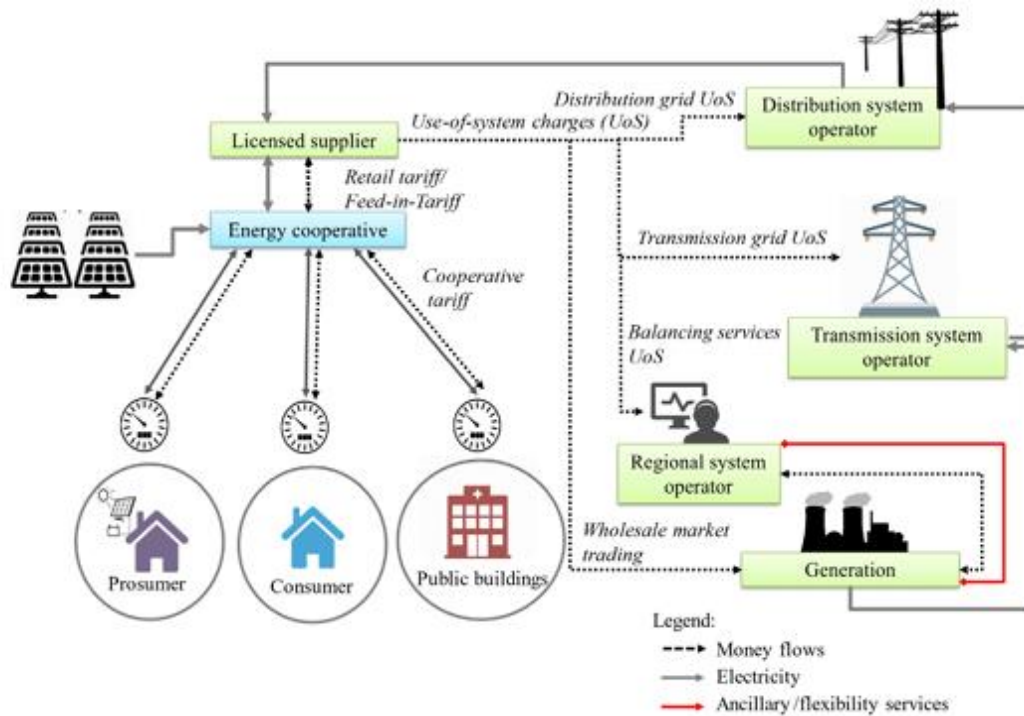 Distribution grid UoS
Distribution system
operator
Use-of-system charges (UoS)
Licensed supplier
Retail tariff/
Feed-in-Tariff
Energy cooperative
Transmission grid UoS
Cooperative
tariff
Transmission system
operator
Balancing services
UoS
Regional system
operator
Wholesale market
trading
Generation
Prosumer
Consumer
Public buildings
Legend:
Money flows
Electricity
Ancillary/flexibility services